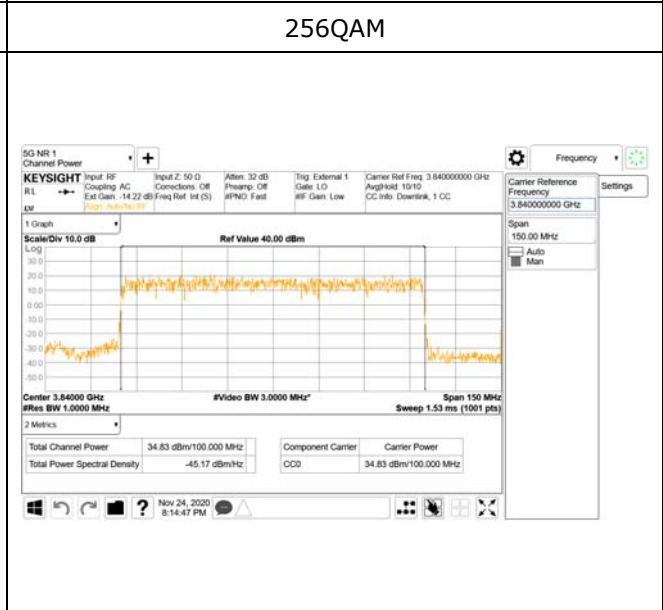 256QAM
5G NR 1
Channel Power
Frequency
KEYSIGHT
RL
Input: RF
Coupling: AC
Ext Gain: -14.22 dB
Align: Auto/No RF
Input Z: 50 Ω
Corrections: Off
Freq Ref: Int (S)
Atten: 32 dB
Preamp: Off
#PNO: Fast
Trig: External 1
Gate: LO
#IF Gain: Low
Carrier Ref Freq: 3.840000000 GHz
Avg|Hold: 10/10
CC Info: Downlink, 1 CC
Carrier Reference Frequency
3.840000000 GHz
Settings
Span
150.00 MHz
Auto
Man
1 Graph
Scale/Div 10.0 dB
Ref Value 40.00 dBm
Log
30.0
20.0
10.0
0.00
-10.0
-20.0
-30.0
-40.0
-50.0
Center 3.84000 GHz
#Video BW 3.0000 MHz*
Span 150 MHz
#Res BW 1.0000 MHz
Sweep 1.53 ms (1001 pts)
2 Metrics
Total Channel Power 34.83 dBm/100.000 MHz
Total Power Spectral Density -45.17 dBm/Hz
Component Carrier Carrier Power
CC0 34.83 dBm/100.000 MHz
Nov 24, 2020
8:14:47 PM